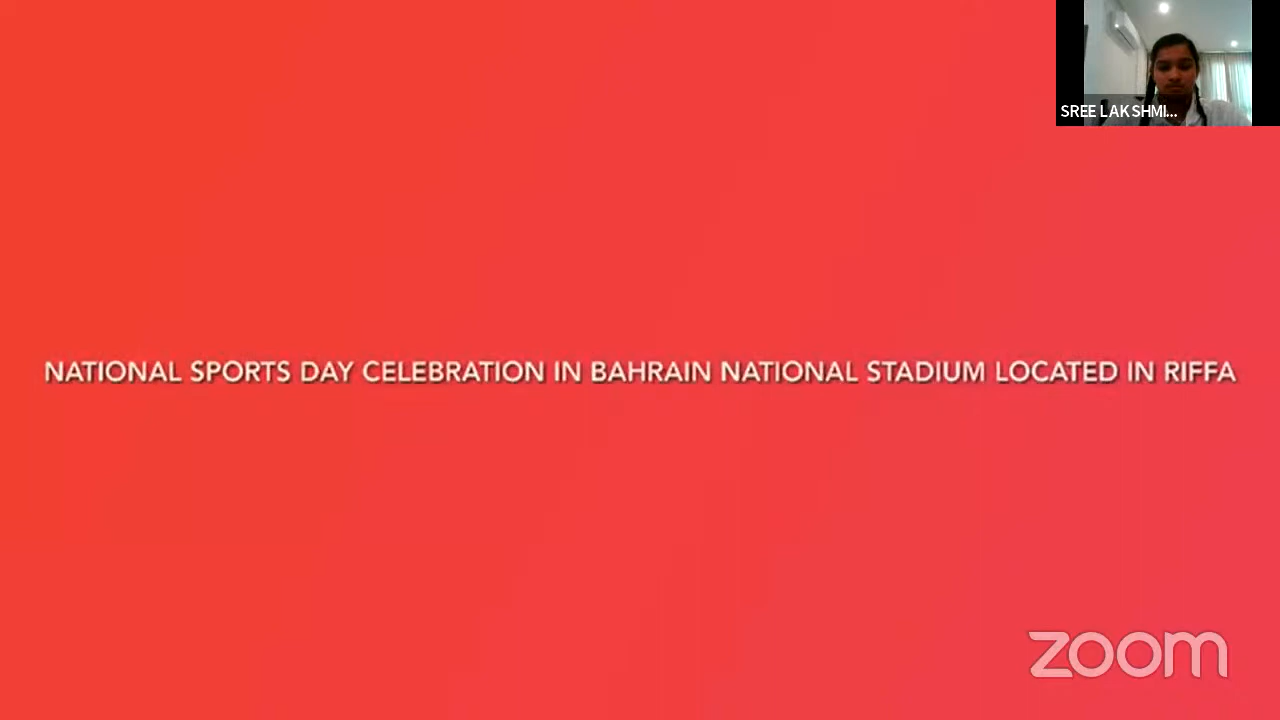 SREE LAKSHMI...
NATIONAL SPORTS DAY CELEBRATION IN BAHRAIN NATIONAL STADIUM LOCATED IN RIFFA
zoom